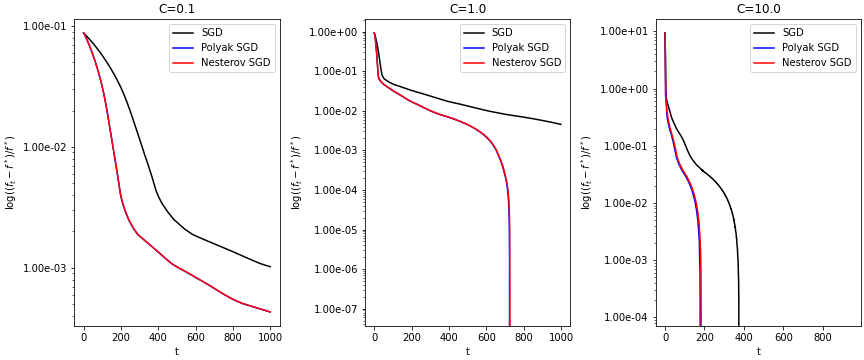 C=0.1
1.00e-01
1.00e-02
1.00e-03
log((f_t − f*)/f*)
SGD
Polyak SGD
Nesterov SGD
0 200 400 600 800 1000
t
C=1.0
1.00e+00
1.00e-01
1.00e-02
1.00e-03
1.00e-04
1.00e-05
1.00e-06
1.00e-07
log((f_t − f*)/f*)
SGD
Polyak SGD
Nesterov SGD
0 200 400 600 800 1000
t
C=10.0
1.00e+01
1.00e+00
1.00e-01
1.00e-02
1.00e-03
1.00e-04
log((f_t − f*)/f*)
SGD
Polyak SGD
Nesterov SGD
0 200 400 600 800
t